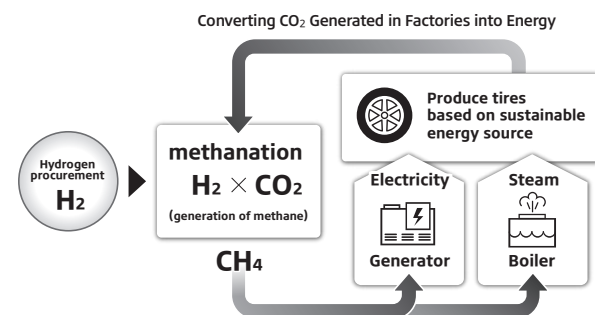 Converting CO₂ Generated in Factories into Energy
Produce tires
based on sustainable
energy source
Hydrogen
procurement
H₂
methanation
H₂ × CO₂
(generation of methane)
CH₄
Electricity
Generator
Steam
Boiler